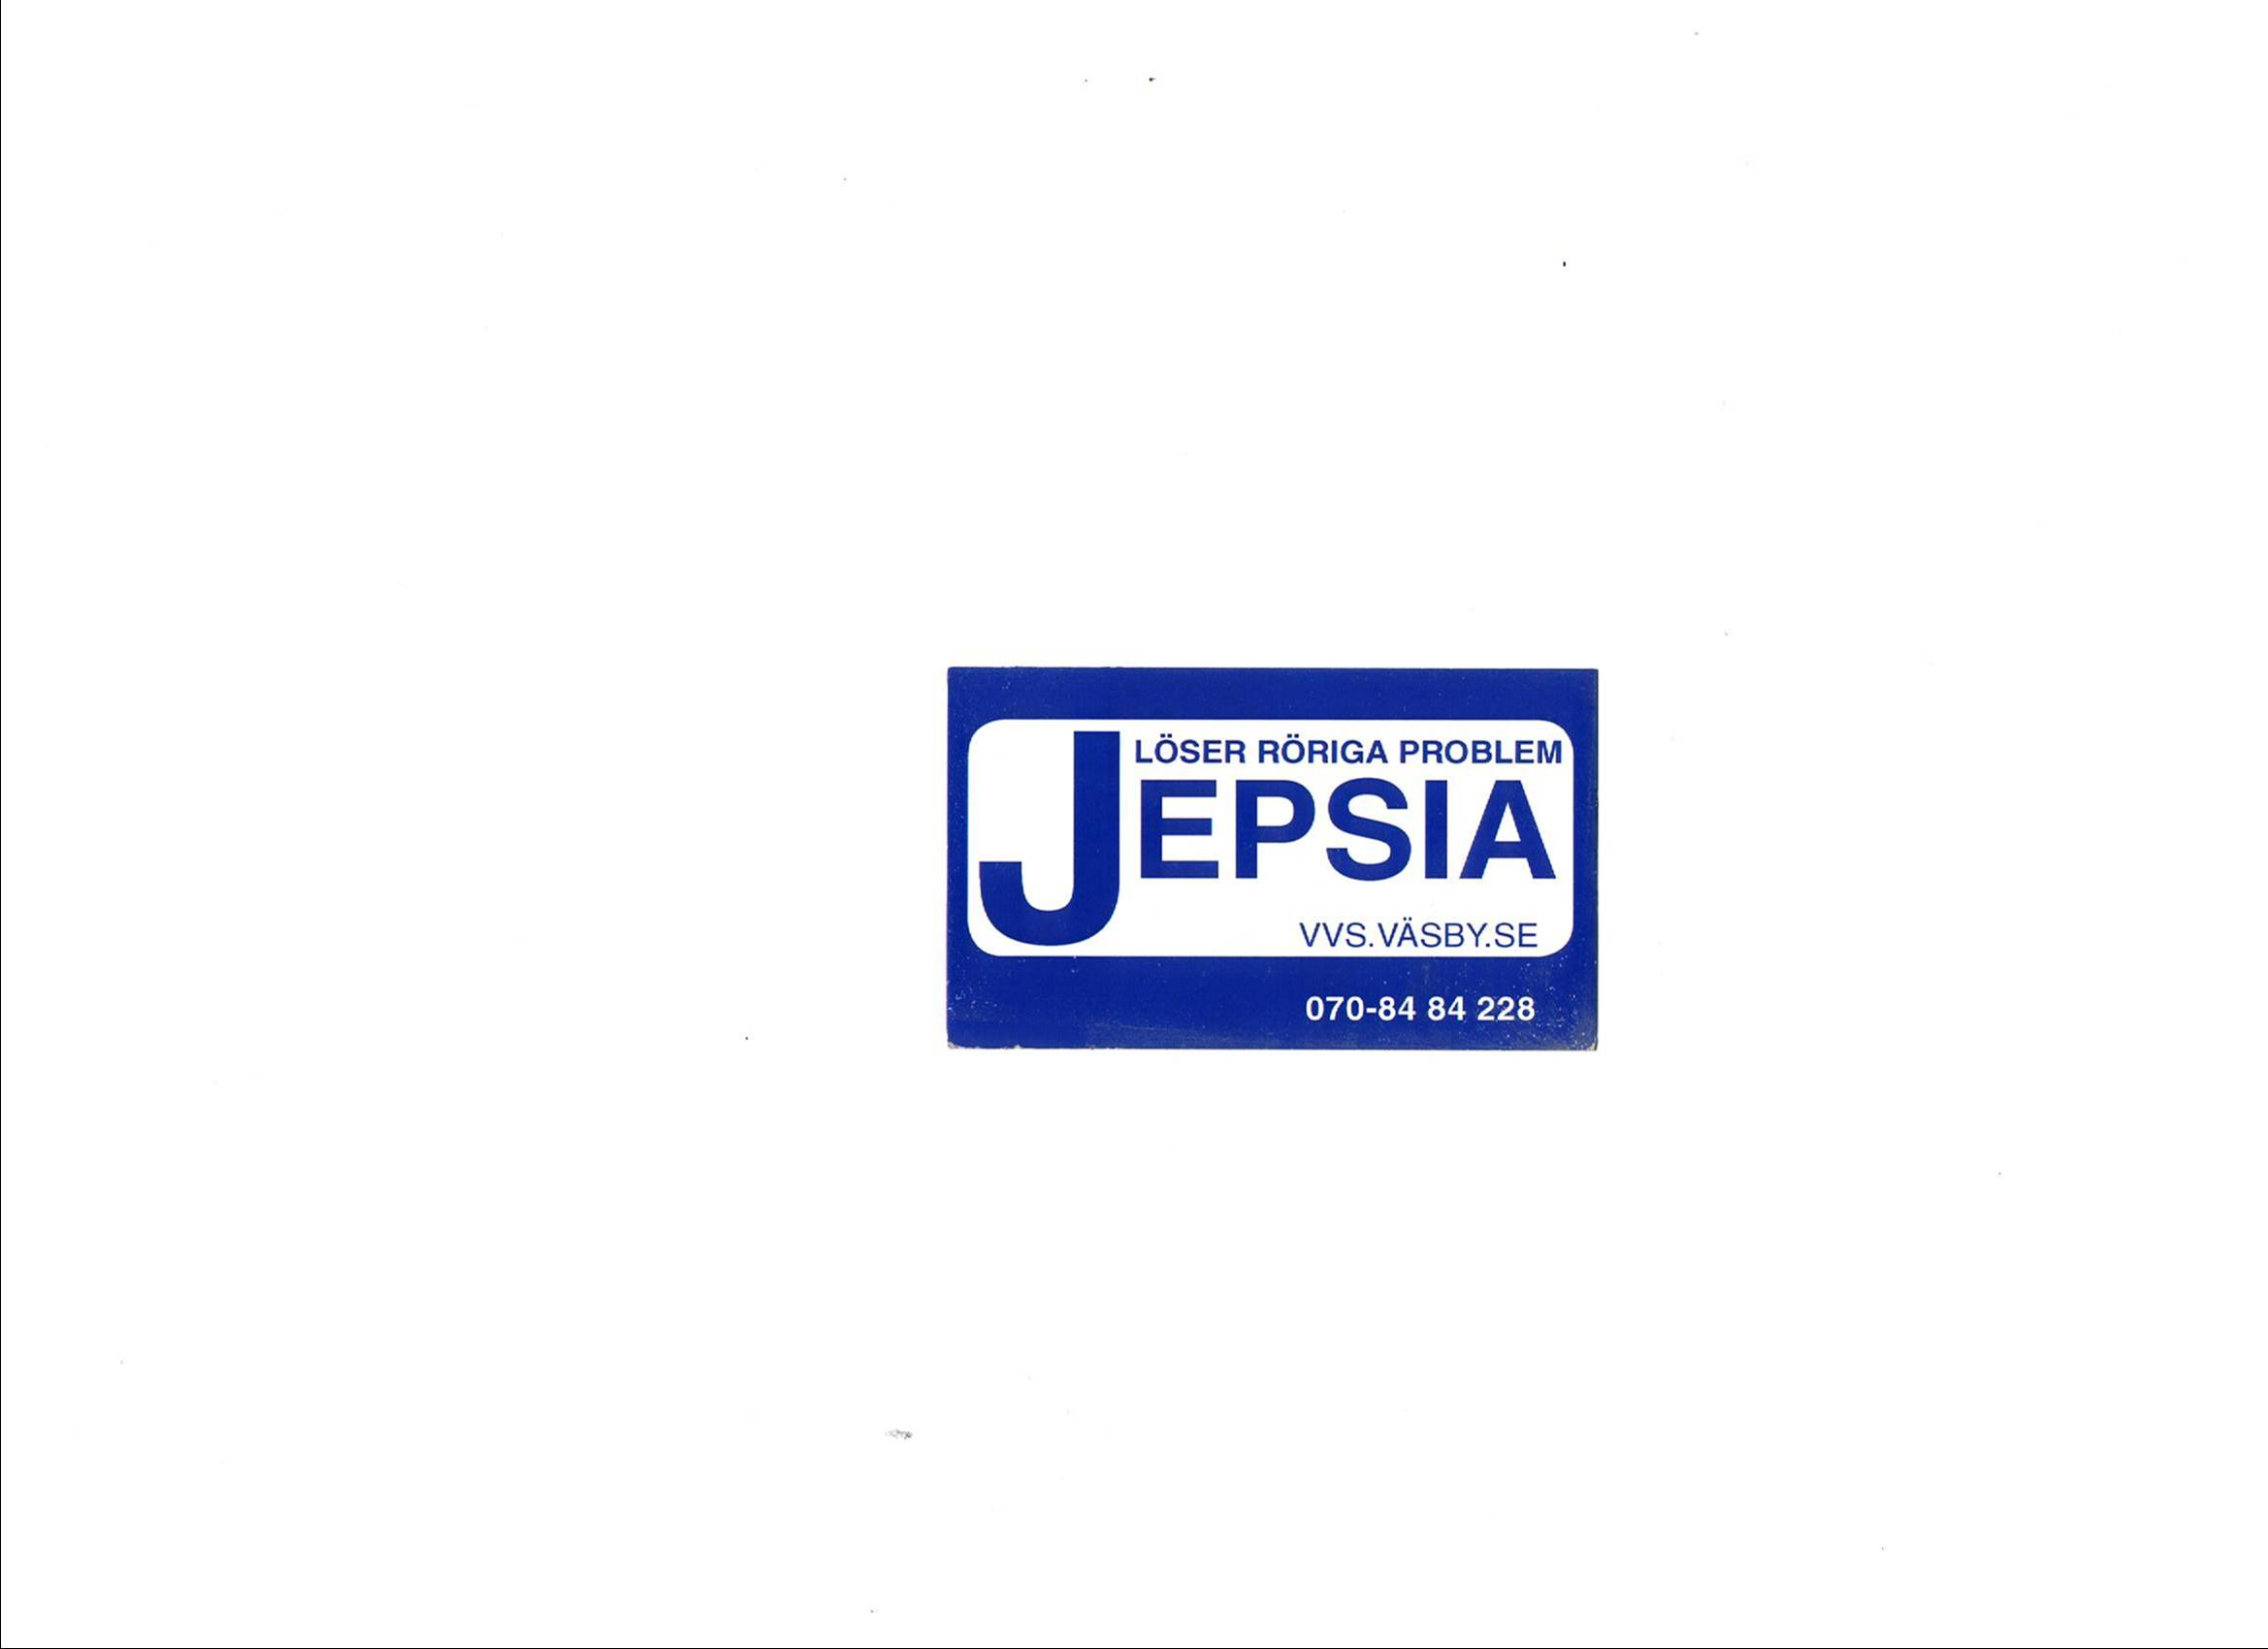 LÖSER RÖRIGA PROBLEM
JEPSIA
VVS.VÄSBY.SE
070-84 84 228